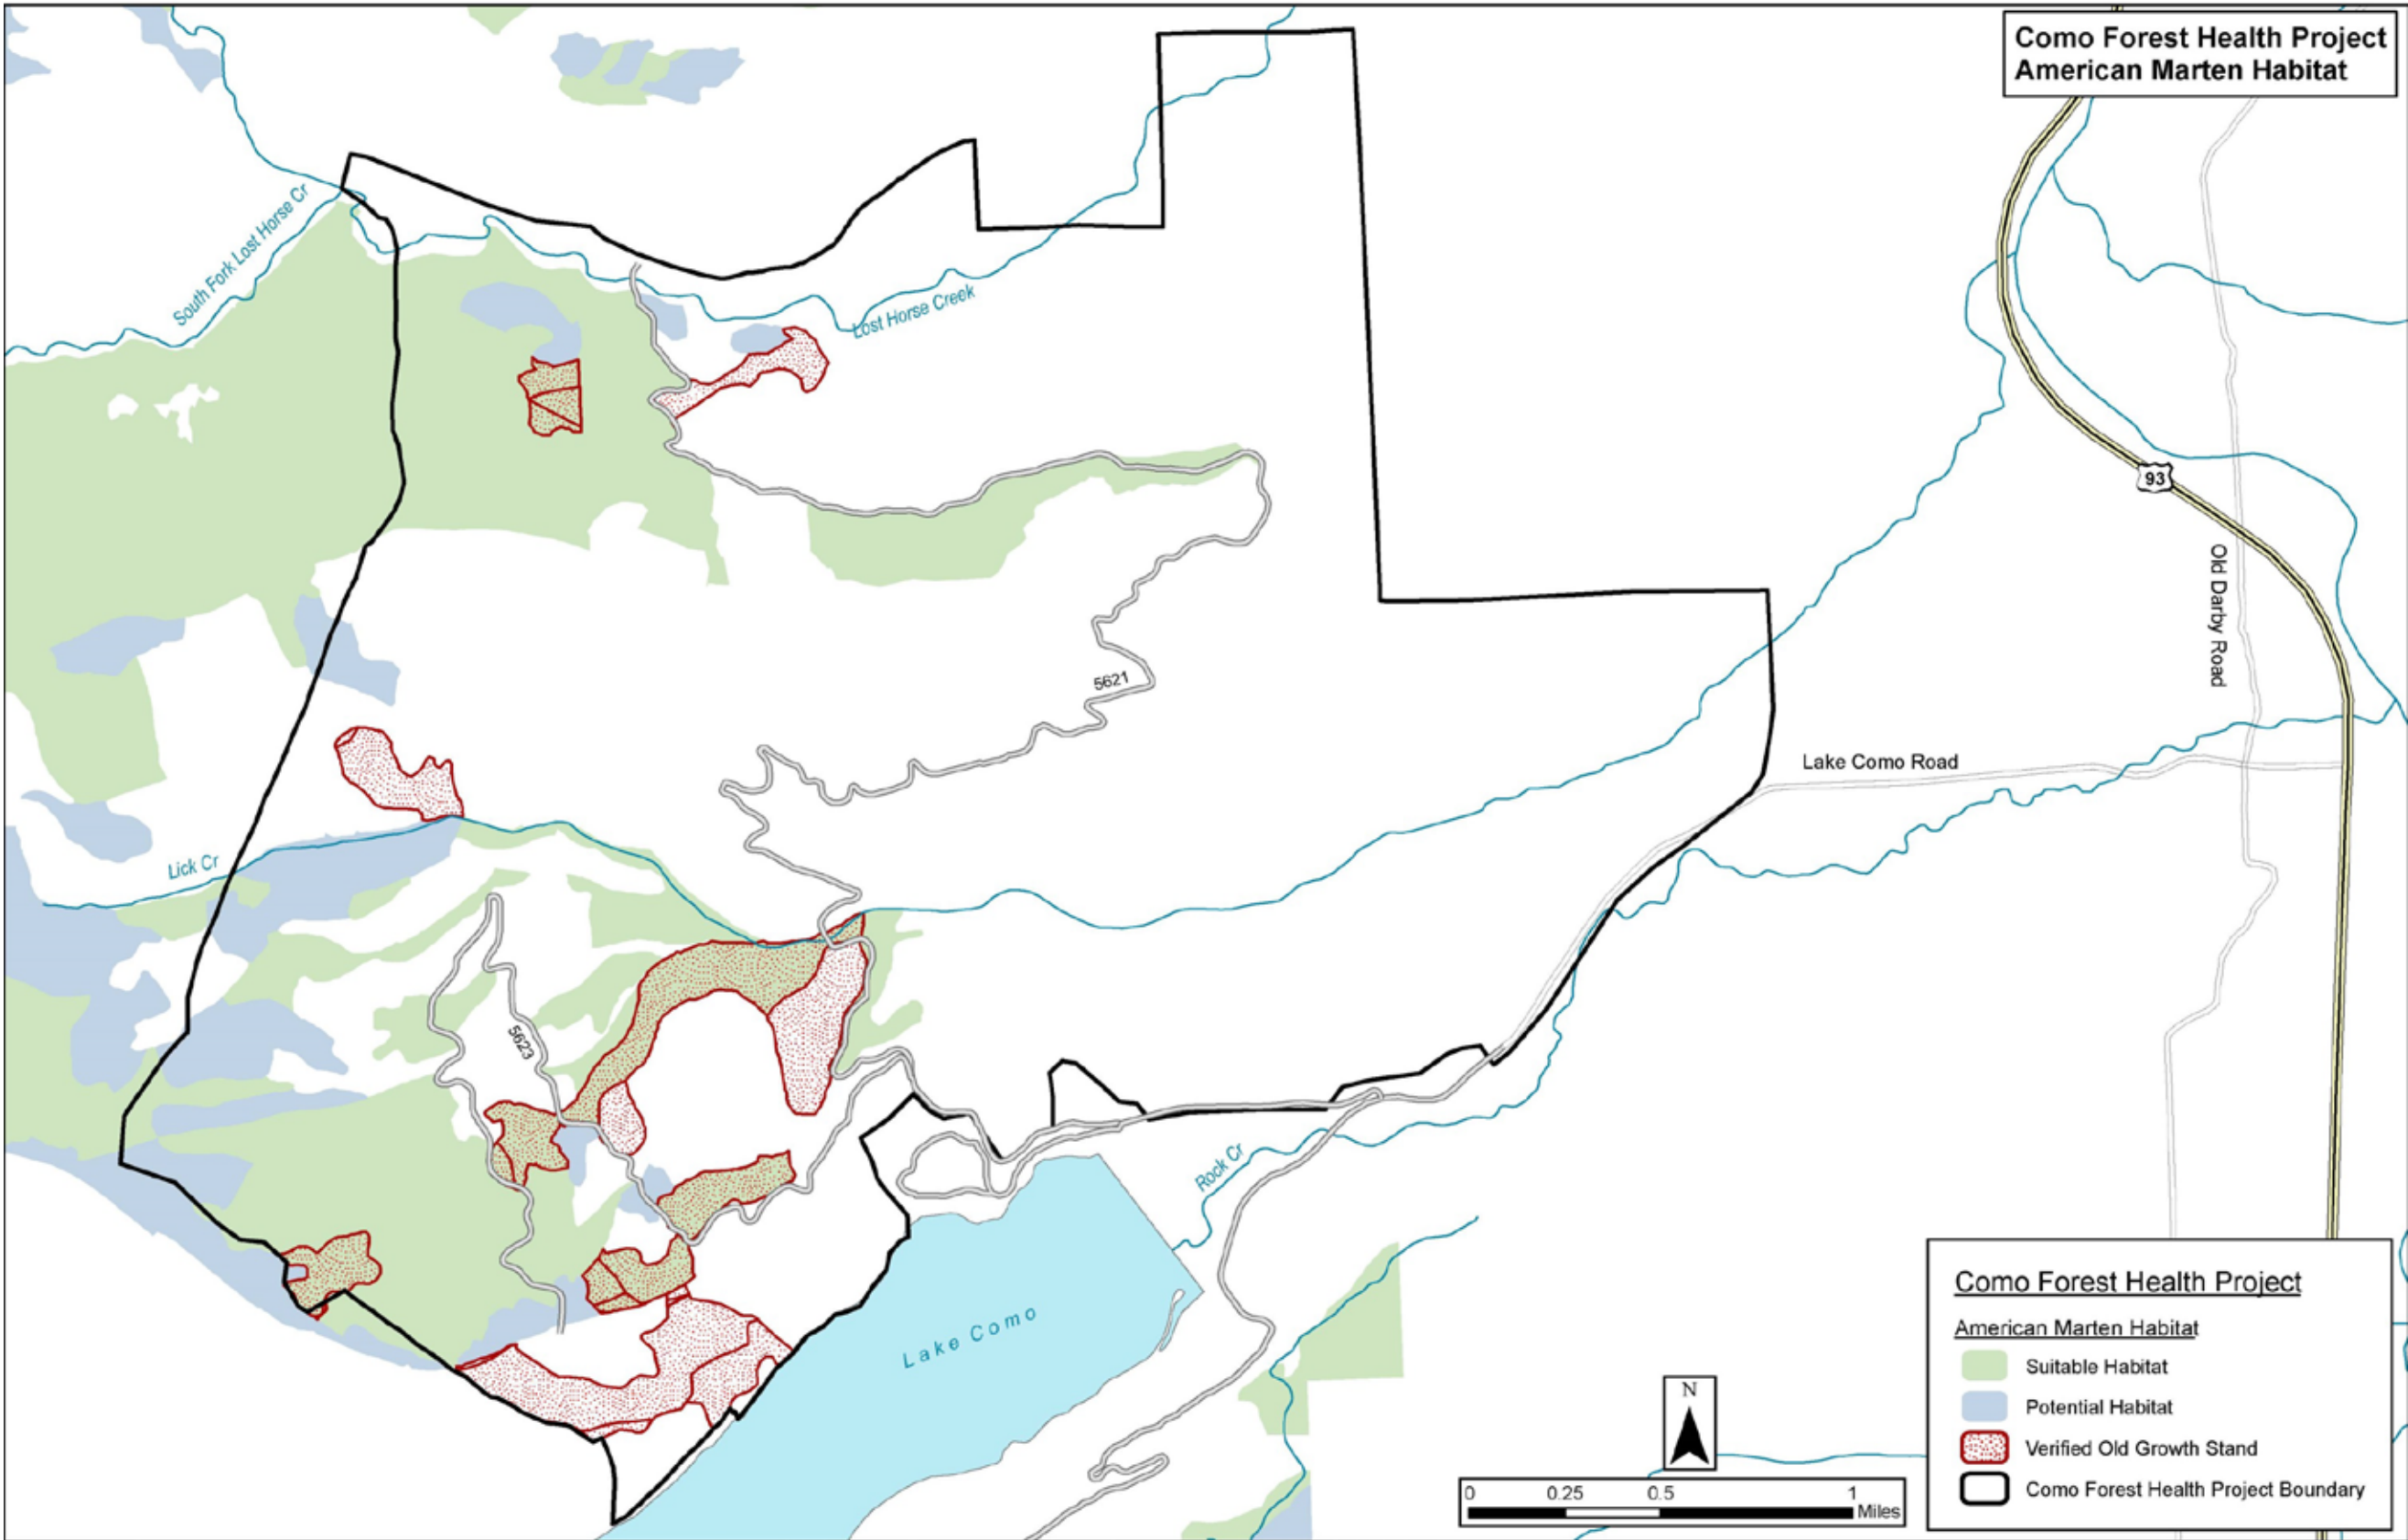 Como Forest Health Project
American Marten Habitat
South Fork Lost Horse Cr
Lost Horse Creek
93
Old Darby Road
5621
Lake Como Road
Lick Cr
5623
Rock Cr
Lake Como
Como Forest Health Project
American Marten Habitat
Suitable Habitat
Potential Habitat
Verified Old Growth Stand
Como Forest Health Project Boundary
N
0 0.25 0.5 1
Miles